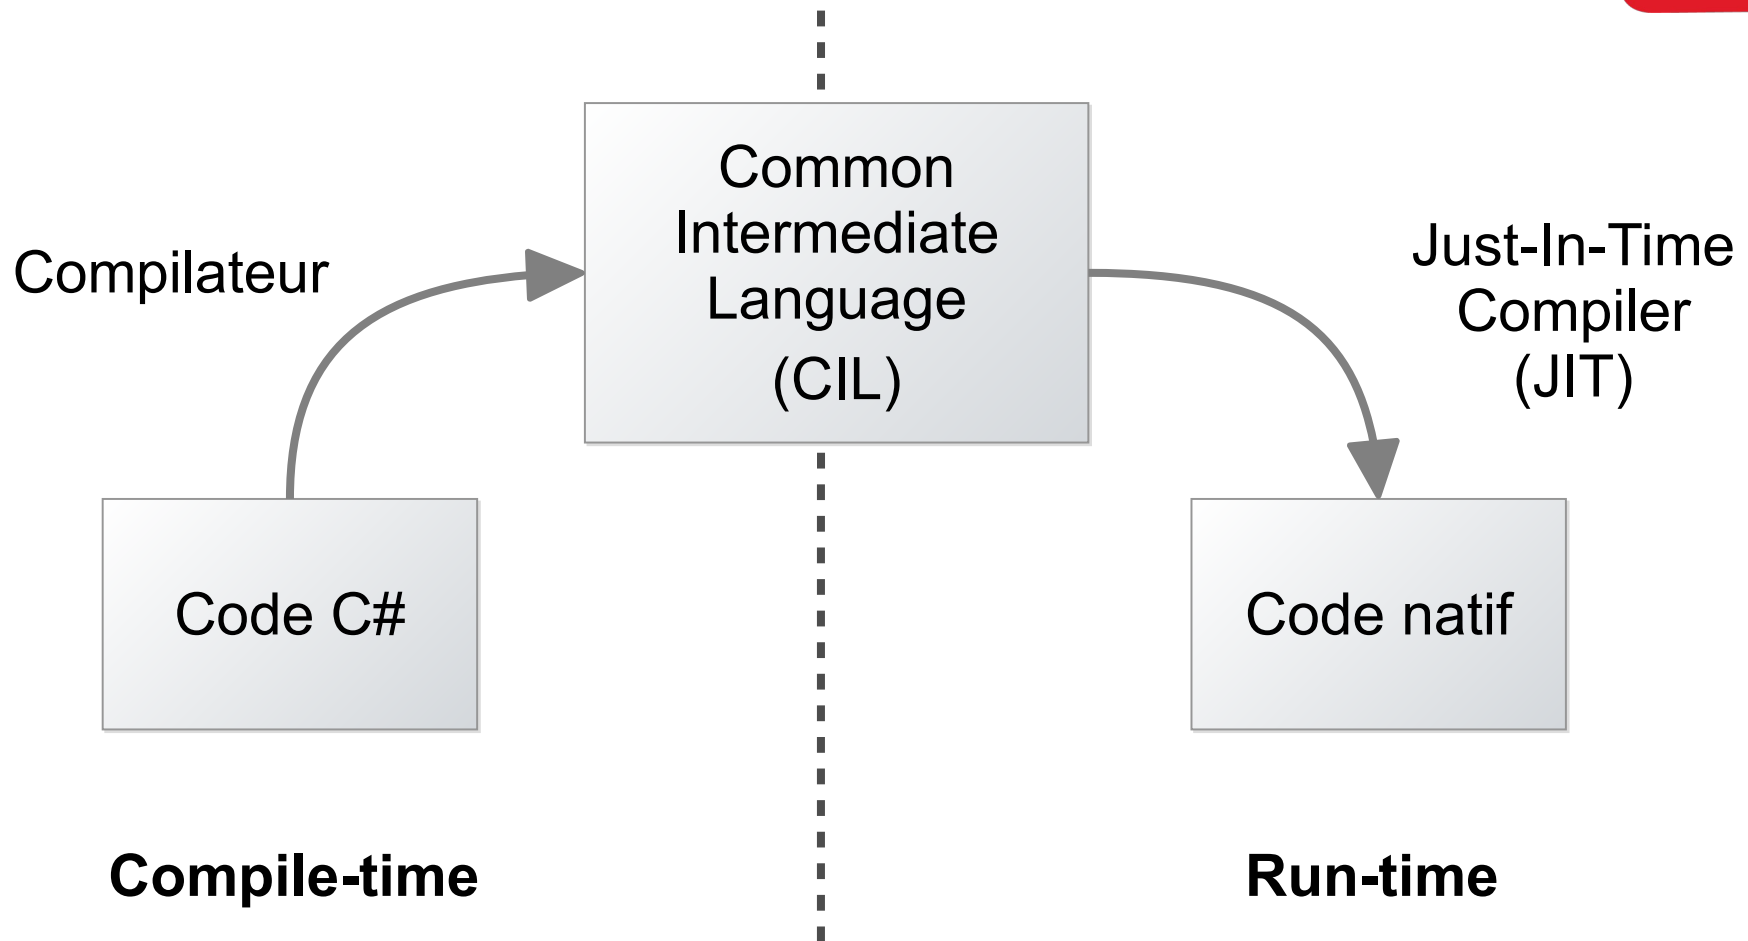 Compilateur
Common
Intermediate
Language
(CIL)
Just-In-Time
Compiler
(JIT)
Code C#
Code natif
Compile-time
Run-time